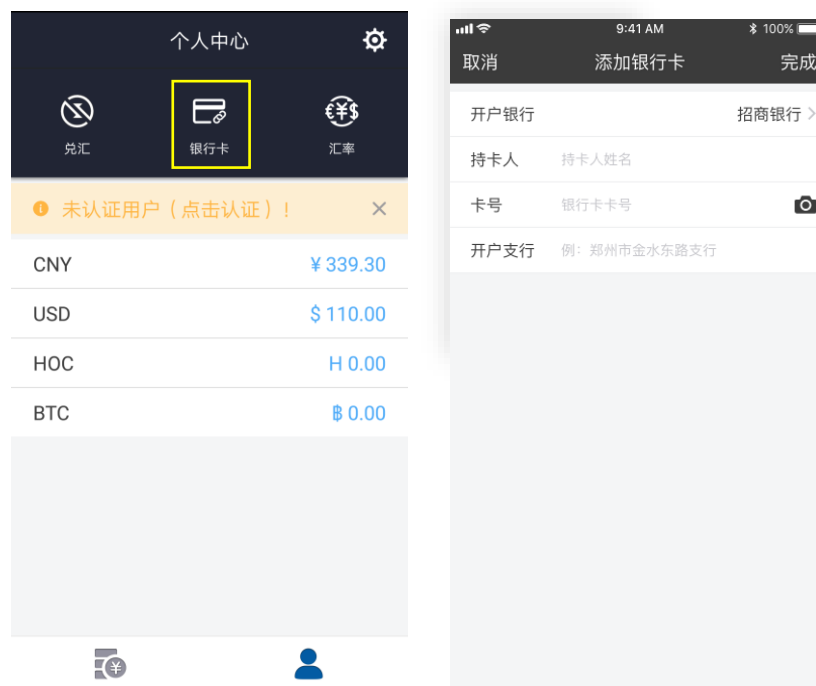 个人中心
兑汇
银行卡
汇率
未认证用户（点击认证）！
CNY ¥ 339.30
USD $ 110.00
HOC H 0.00
BTC ฿ 0.00
9:41 AM 100%
取消 添加银行卡 完成
开户银行 招商银行
持卡人 持卡人姓名
卡号 银行卡卡号
开户支行 例：郑州市金水东路支行